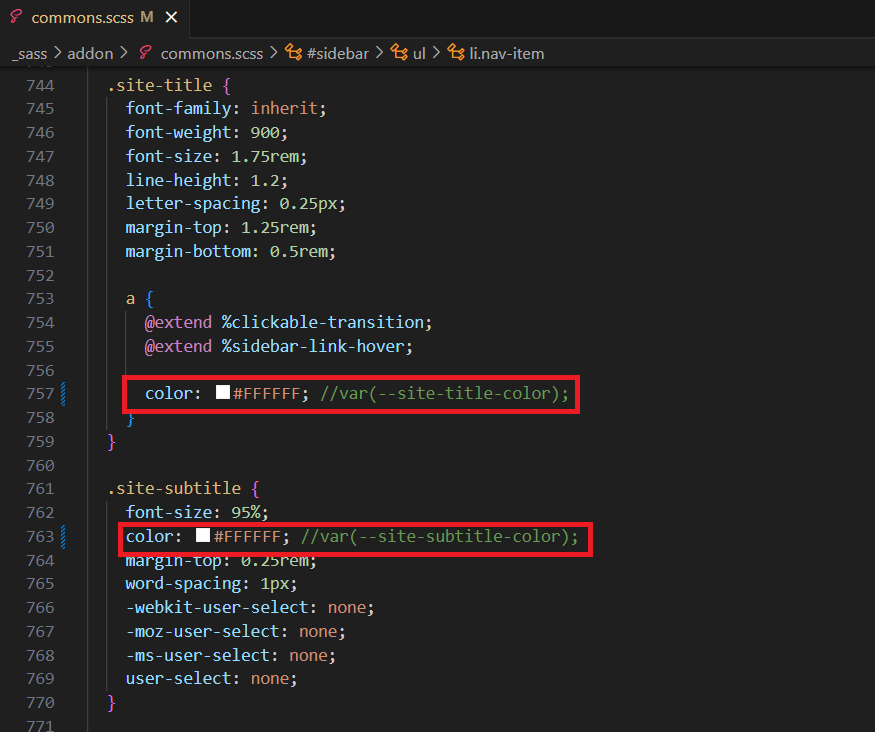 commons.scss M ×
_sass > addon > commons.scss > #sidebar > ul > li.nav-item
744 .site-title {
745 font-family: inherit;
746 font-weight: 900;
747 font-size: 1.75rem;
748 line-height: 1.2;
749 letter-spacing: 0.25px;
750 margin-top: 1.25rem;
751 margin-bottom: 0.5rem;
752
753 a {
754 @extend %clickable-transition;
755 @extend %sidebar-link-hover;
756
757 color: #FFFFFF; //var(--site-title-color);
758 }
759 }
760
761 .site-subtitle {
762 font-size: 95%;
763 color: #FFFFFF; //var(--site-subtitle-color);
764 margin-top: 0.25rem;
765 word-spacing: 1px;
766 -webkit-user-select: none;
767 -moz-user-select: none;
768 -ms-user-select: none;
769 user-select: none;
770 }
771